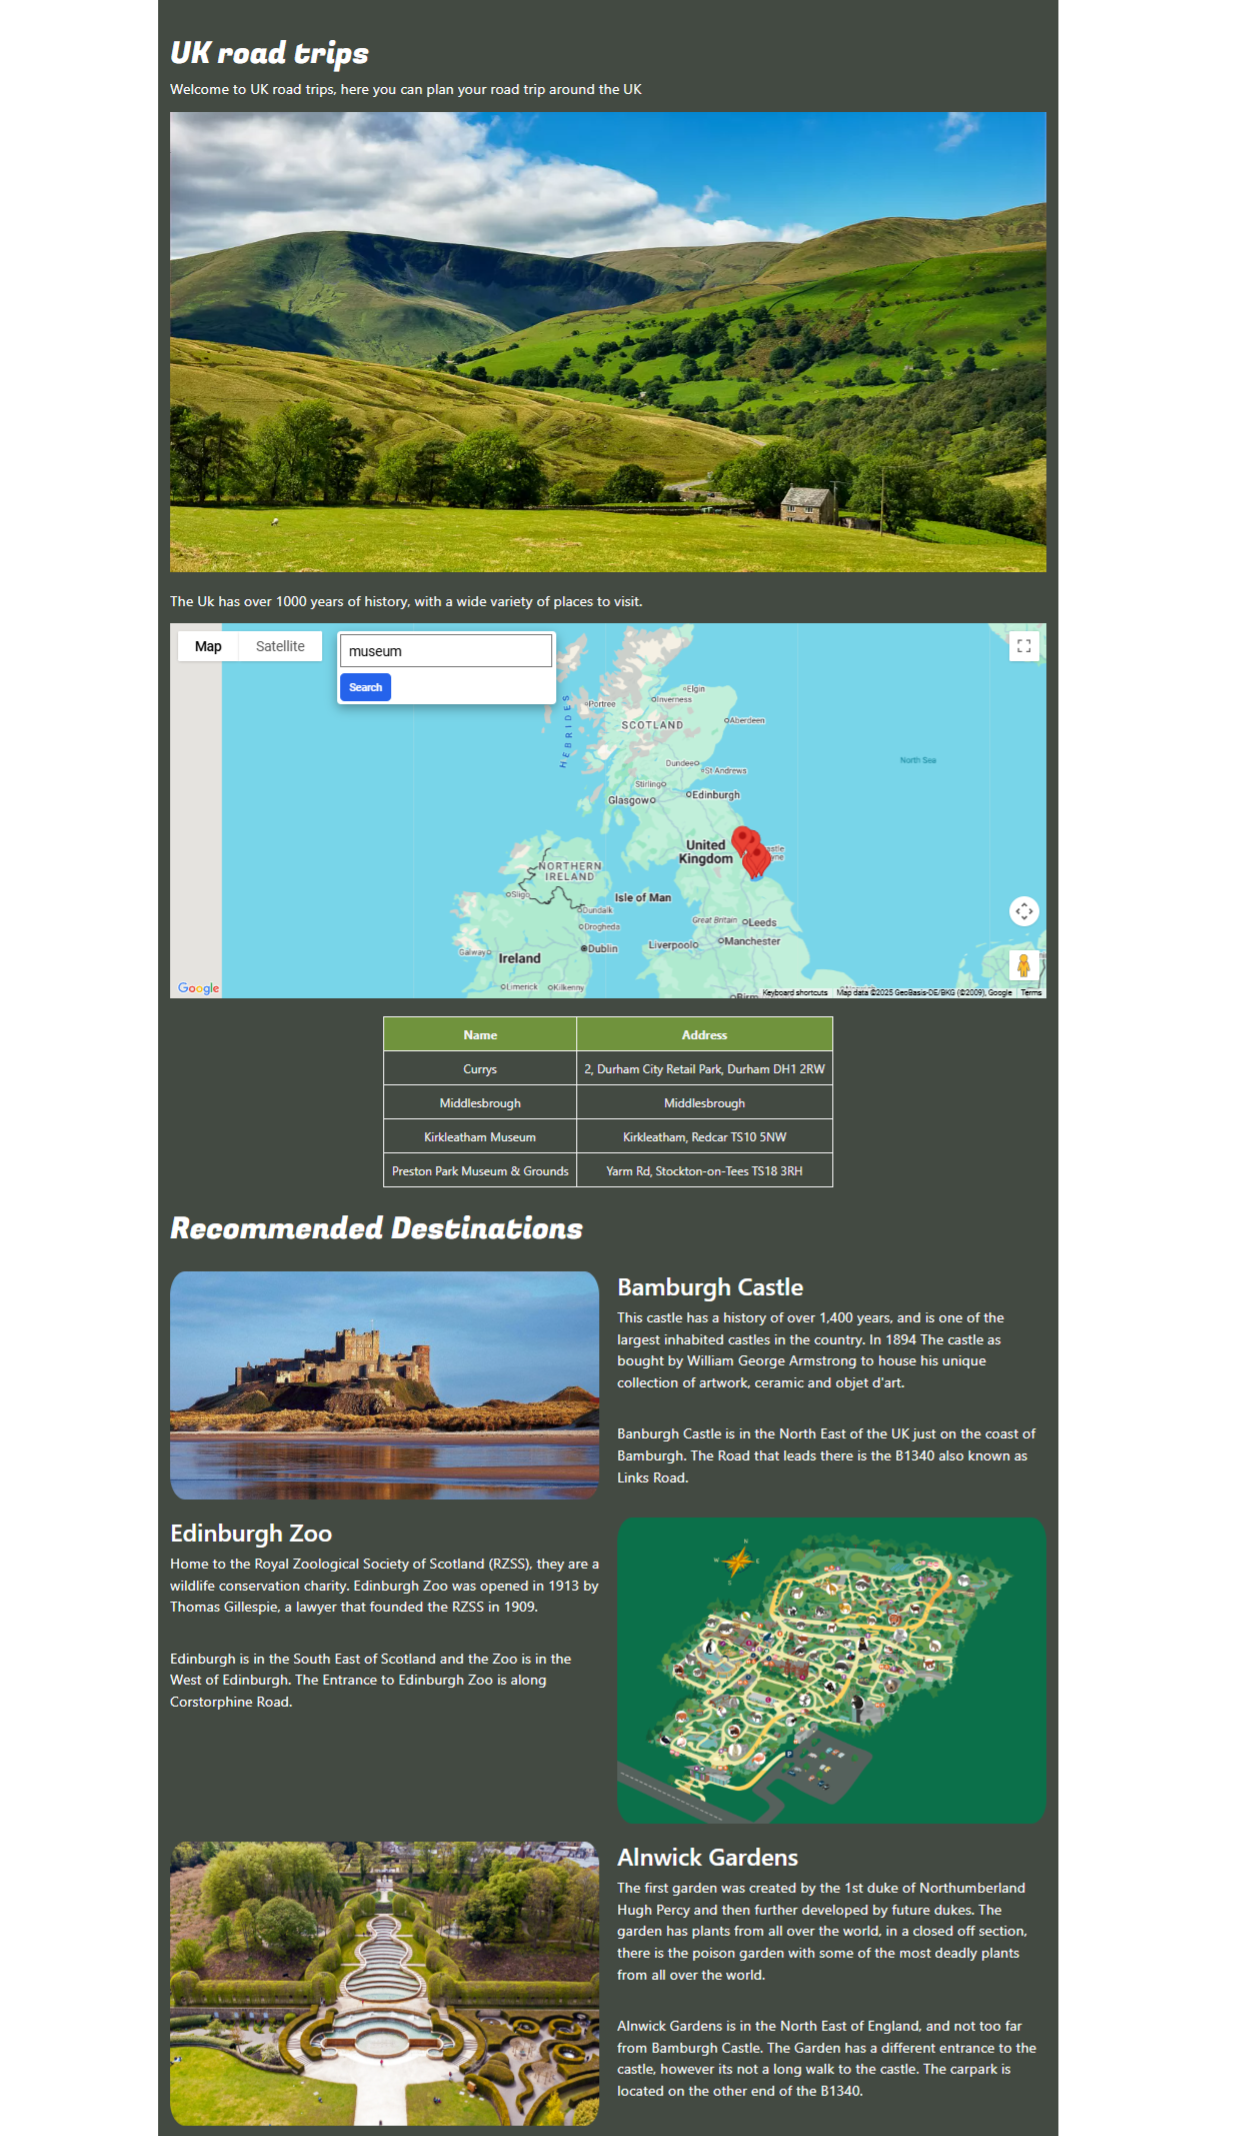 UK road trips
Welcome to UK road trips, here you can plan your road trip around the UK
The Uk has over 1000 years of history, with a wide variety of places to visit.
Map Satellite
museum
Search
HEBRIDES
Portree
Elgin
Inverness
SCOTLAND
Aberdeen
Dundee
St Andrews
Stirling
Glasgow
Edinburgh
North Sea
United
Kingdom
NORTHERN
IRELAND
Sligo
Isle of Man
Dundalk
Drogheda
Great Britain
Leeds
Galway
Dublin
Liverpool
Manchester
Ireland
Limerick
Kilkenny
Google
Keyboard shortcuts Map data ©2025 GeoBasis-DE/BKG (©2009), Google Terms
Name Address
Currys 2, Durham City Retail Park, Durham DH1 2RW
Middlesbrough Middlesbrough
Kirkleatham Museum Kirkleatham, Redcar TS10 5NW
Preston Park Museum & Grounds Yarm Rd, Stockton-on-Tees TS18 3RH
Recommended Destinations
Bamburgh Castle
This castle has a history of over 1,400 years, and is one of the
largest inhabited castles in the country. In 1894 The castle as
bought by William George Armstrong to house his unique
collection of artwork, ceramic and objet d'art.
Banburgh Castle is in the North East of the UK just on the coast of
Bamburgh. The Road that leads there is the B1340 also known as
Links Road.
Edinburgh Zoo
Home to the Royal Zoological Society of Scotland (RZSS), they are a
wildlife conservation charity. Edinburgh Zoo was opened in 1913 by
Thomas Gillespie, a lawyer that founded the RZSS in 1909.
Edinburgh is in the South East of Scotland and the Zoo is in the
West of Edinburgh. The Entrance to Edinburgh Zoo is along
Corstorphine Road.
N
W E
S
P
Alnwick Gardens
The first garden was created by the 1st duke of Northumberland
Hugh Percy and then further developed by future dukes. The
garden has plants from all over the world, in a closed off section,
there is the poison garden with some of the most deadly plants
from all over the world.
Alnwick Gardens is in the North East of England, and not too far
from Bamburgh Castle. The Garden has a different entrance to the
castle, however its not a long walk to the castle. The carpark is
located on the other end of the B1340.